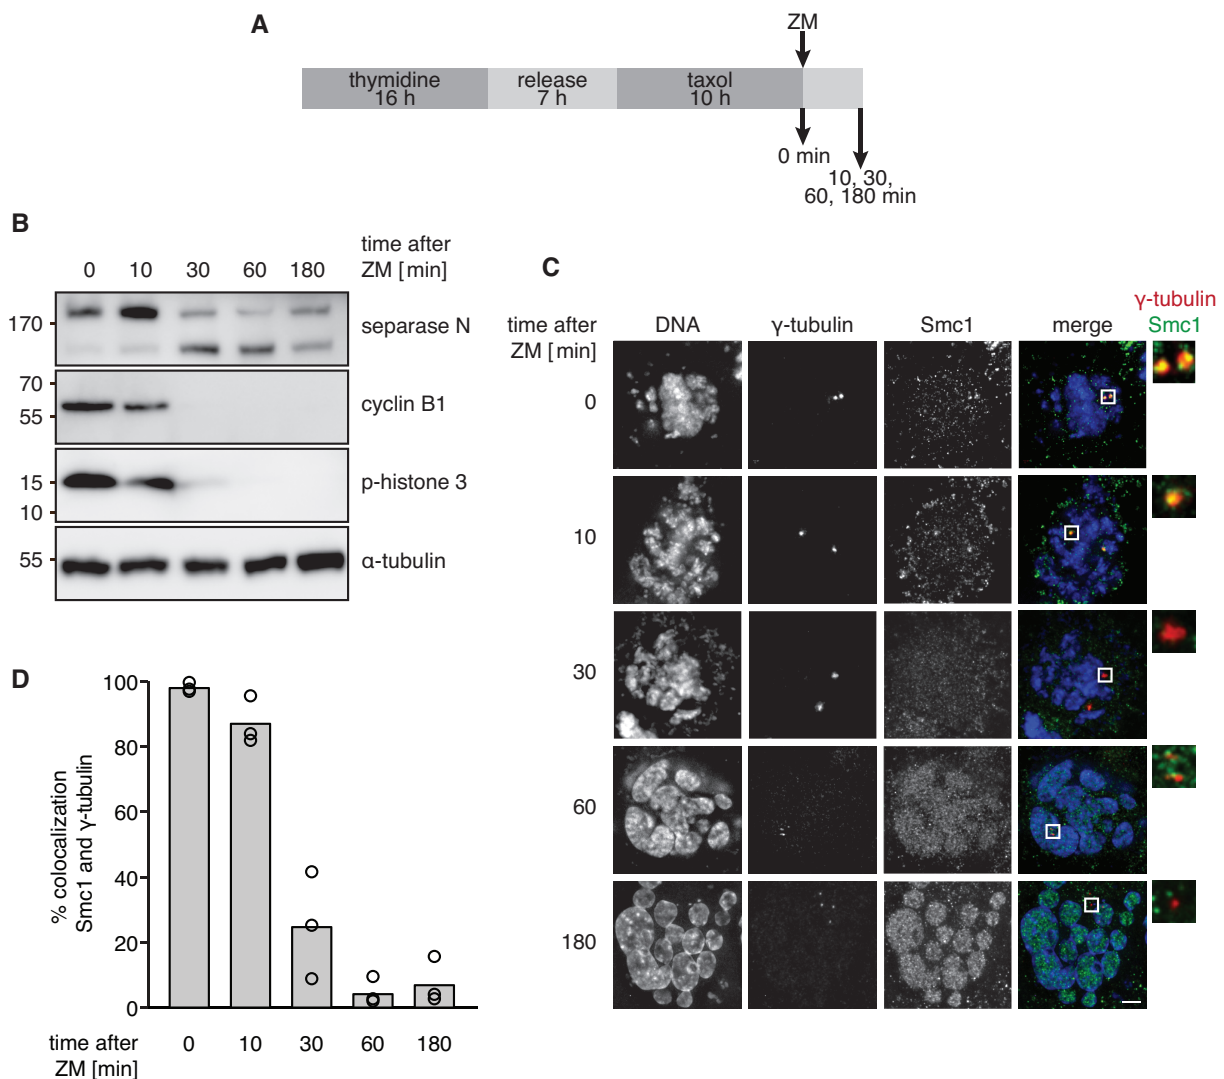 A
ZM
thymidine
16 h
release
7 h
taxol
10 h
0 min
10, 30,
60, 180 min
B
time after
ZM [min]
0 10 30 60 180
170
separase N
70
55
cyclin B1
15
10
p-histone 3
55
α-tubulin
C
time after
ZM [min]
DNA
γ-tubulin
Smc1
merge
γ-tubulin
Smc1
0
10
30
60
180
D
% colocalization
Smc1 and γ-tubulin
100
80
60
40
20
0
time after
ZM [min]
0 10 30 60 180